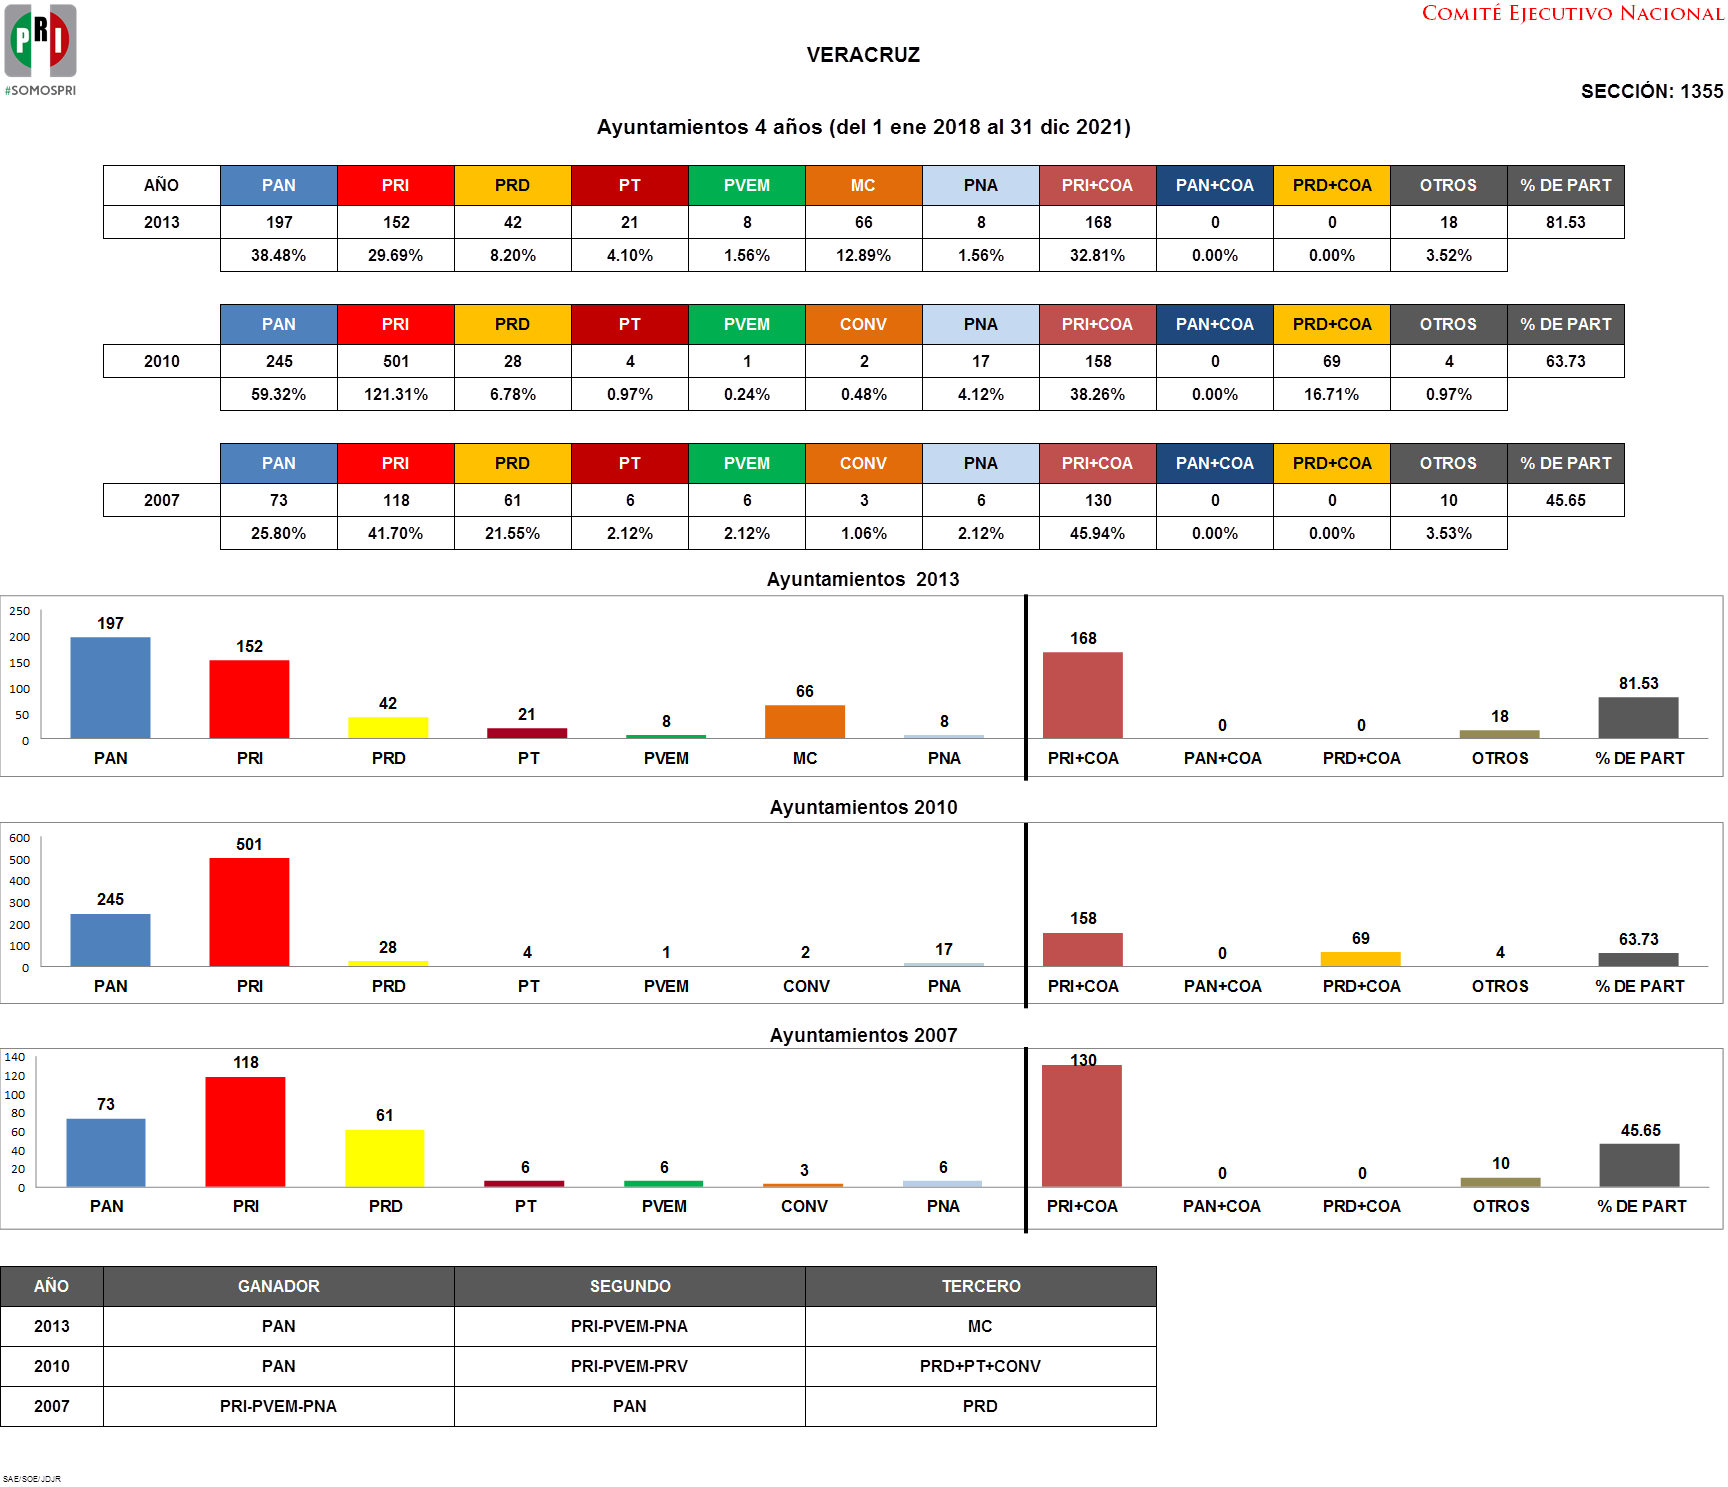 PRI
#SOMOSPRI
COMITÉ EJECUTIVO NACIONAL
VERACRUZ
SECCIÓN: 1355
Ayuntamientos 4 años (del 1 ene 2018 al 31 dic 2021)
AÑO PAN PRI PRD PT PVEM MC PNA PRI+COA PAN+COA PRD+COA OTROS % DE PART
2013 197 152 42 21 8 66 8 168 0 0 18 81.53
38.48% 29.69% 8.20% 4.10% 1.56% 12.89% 1.56% 32.81% 0.00% 0.00% 3.52%
PAN PRI PRD PT PVEM CONV PNA PRI+COA PAN+COA PRD+COA OTROS % DE PART
2010 245 501 28 4 1 2 17 158 0 69 4 63.73
59.32% 121.31% 6.78% 0.97% 0.24% 0.48% 4.12% 38.26% 0.00% 16.71% 0.97%
PAN PRI PRD PT PVEM CONV PNA PRI+COA PAN+COA PRD+COA OTROS % DE PART
2007 73 118 61 6 6 3 6 130 0 0 10 45.65
25.80% 41.70% 21.55% 2.12% 2.12% 1.06% 2.12% 45.94% 0.00% 0.00% 3.53%
Ayuntamientos 2013
250
200
150
100
50
0
197 152 42 21 8 66 8 168 0 0 18 81.53
PAN PRI PRD PT PVEM MC PNA PRI+COA PAN+COA PRD+COA OTROS % DE PART
Ayuntamientos 2010
600
500
400
300
200
100
0
245 501 28 4 1 2 17 158 0 69 4 63.73
PAN PRI PRD PT PVEM CONV PNA PRI+COA PAN+COA PRD+COA OTROS % DE PART
Ayuntamientos 2007
140
120
100
80
60
40
20
0
73 118 61 6 6 3 6 130 0 0 10 45.65
PAN PRI PRD PT PVEM CONV PNA PRI+COA PAN+COA PRD+COA OTROS % DE PART
AÑO GANADOR SEGUNDO TERCERO
2013 PAN PRI-PVEM-PNA MC
2010 PAN PRI-PVEM-PRV PRD+PT+CONV
2007 PRI-PVEM-PNA PAN PRD
SAE/SOE/JDJR